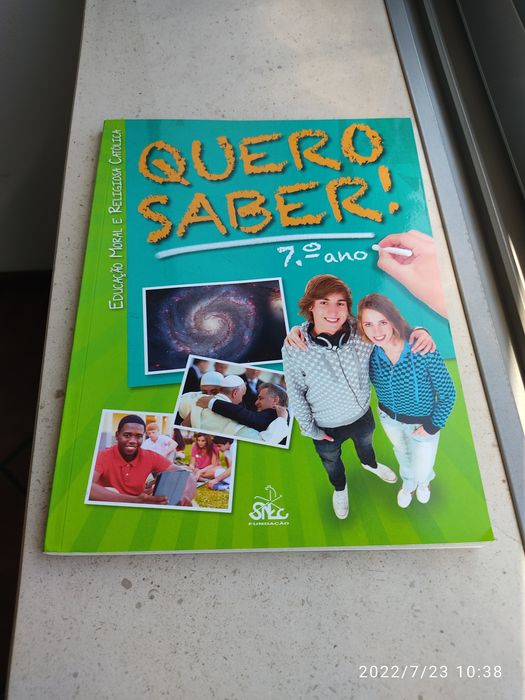 EDUCAÇÃO MORAL E RELIGIOSA CATÓLICA
QUERO
SABER!
7.º ano
SNEC
FUNDAÇÃO
2022/7/23 10:38